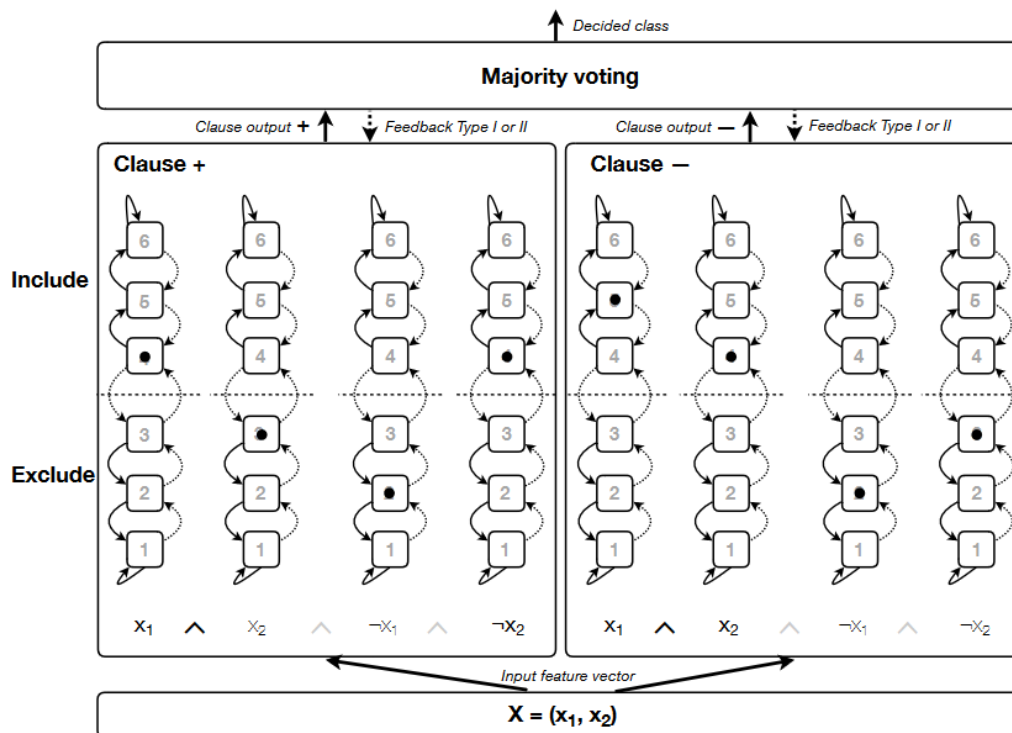 Decided class
Majority voting
Clause output + Feedback Type I or II Clause output — Feedback Type I or II
Clause + Clause —
6 6 6 6 6 6 6 6
Include
5 5 5 5 5 5 5
4 4 4 4 4
3 3 3 3 3 3
Exclude
2 2 2 2 2 2
1 1 1 1 1 1 1 1
x₁ ∧ x₂ ∧ ¬x₁ ∧ ¬x₂ x₁ ∧ x₂ ∧ ¬x₁ ∧ ¬x₂
Input feature vector
X = (x₁, x₂)